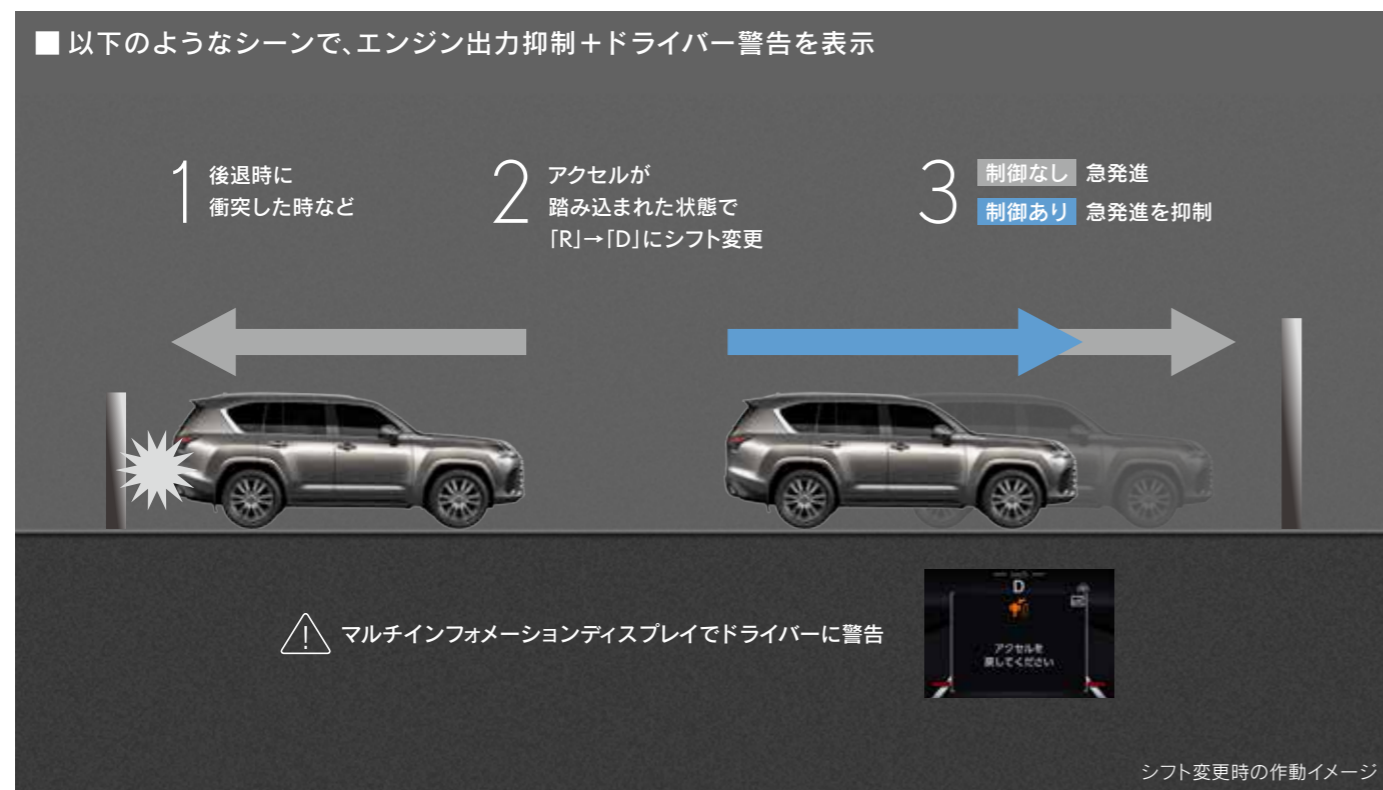 ■ 以下のようなシーンで、エンジン出力抑制＋ドライバー警告を表示
1 後退時に
衝突した時など
2 アクセルが
踏み込まれた状態で
「R」→「D」にシフト変更
3 制御なし 急発進
制御あり 急発進を抑制
マルチインフォメーションディスプレイでドライバーに警告
D
アクセルを
戻してください
シフト変更時の作動イメージ